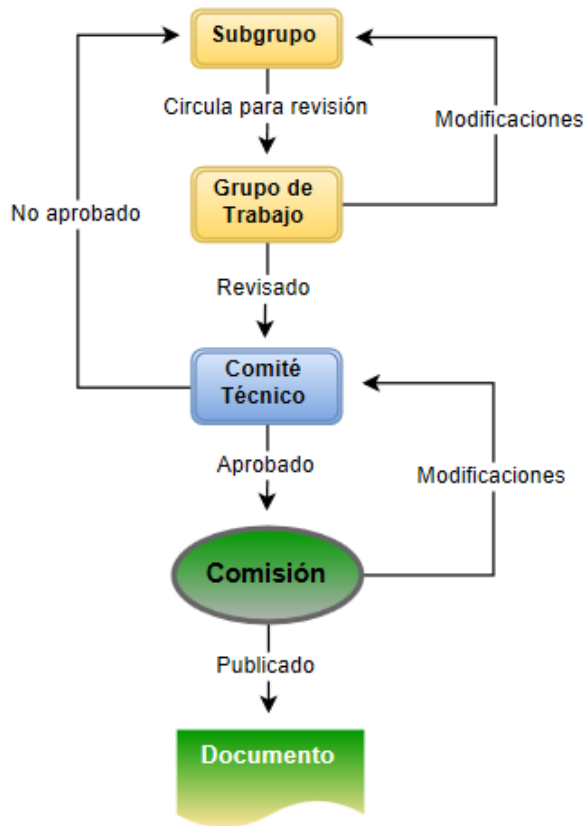 Subgrupo
Circula para revisión
Modificaciones
Grupo de
Trabajo
No aprobado
Revisado
Comité
Técnico
Aprobado
Modificaciones
Comisión
Publicado
Documento